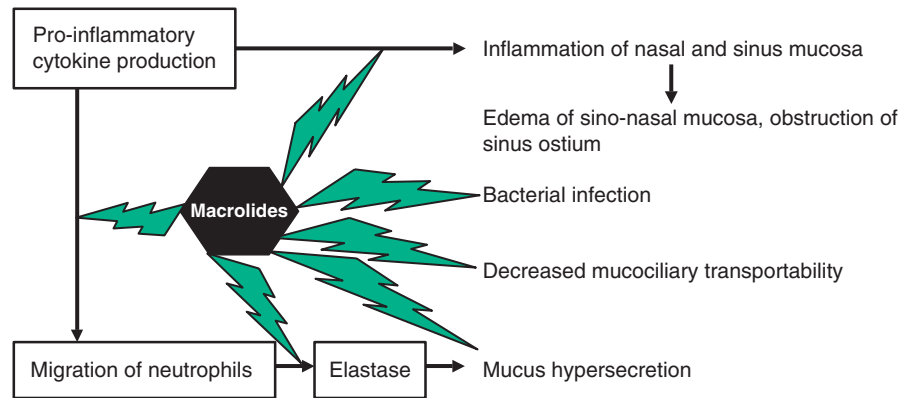 Pro-inflammatory
cytokine production
Inflammation of nasal and sinus mucosa
Edema of sino-nasal mucosa, obstruction of
sinus ostium
Macrolides
Bacterial infection
Decreased mucociliary transportability
Migration of neutrophils
Elastase
Mucus hypersecretion